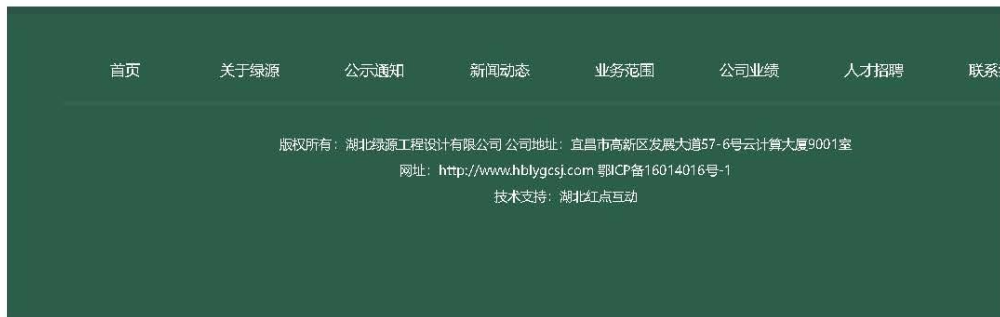 首页 关于绿源 公示通知 新闻动态 业务范围 公司业绩 人才招聘 联系
版权所有：湖北绿源工程设计有限公司 公司地址：宜昌市高新区发展大道57-6号云计算大厦9001室
网址：http://www.hblygcsj.com 鄂ICP备16014016号-1
技术支持：湖北红点互动